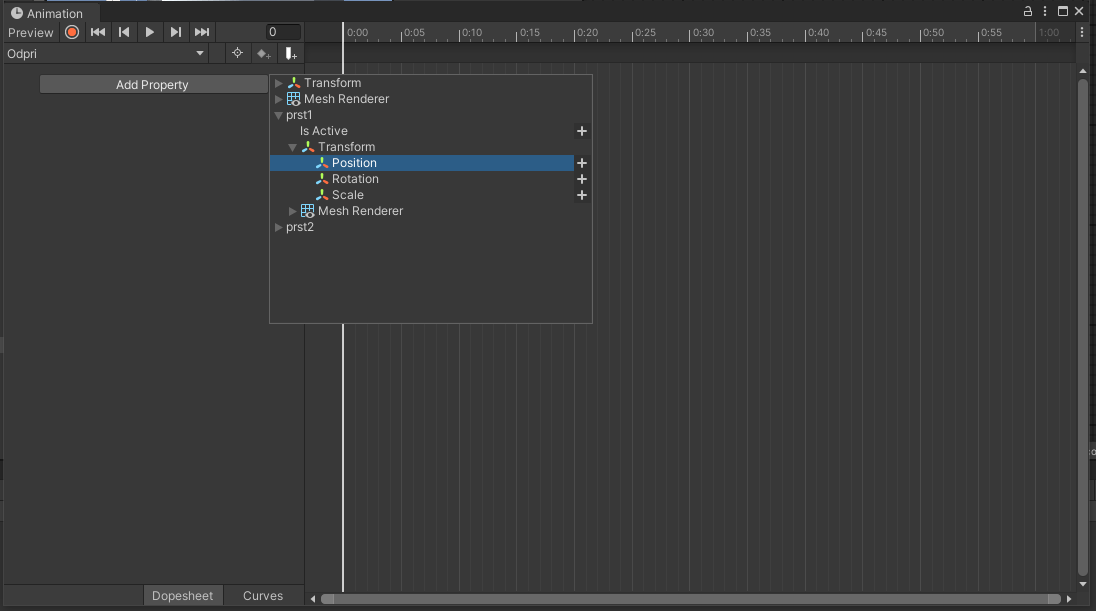 Animation
Preview
0
0:00 0:05 0:10 0:15 0:20 0:25 0:30 0:35 0:40 0:45 0:50 0:55 1:00
Odpri
Add Property
Transform
Mesh Renderer
prst1
Is Active
Transform
Position
Rotation
Scale
Mesh Renderer
prst2
Dopesheet Curves